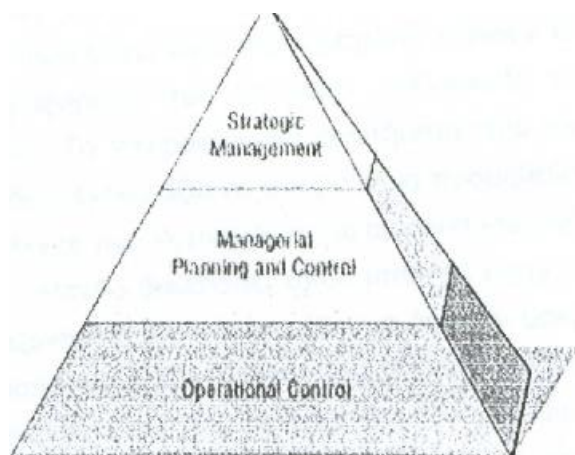 Strategic
Management
Managerial
Planning and Control
Operational Control